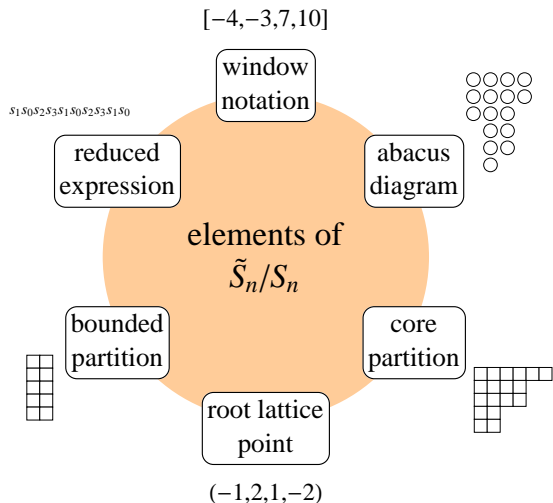 [−4,−3,7,10]
window
notation
s₁s₀s₂s₃s₁s₀s₂s₃s₁s₀
reduced
expression
abacus
diagram
elements of
S̃ₙ/Sₙ
bounded
partition
core
partition
root lattice
point
(−1,2,1,−2)